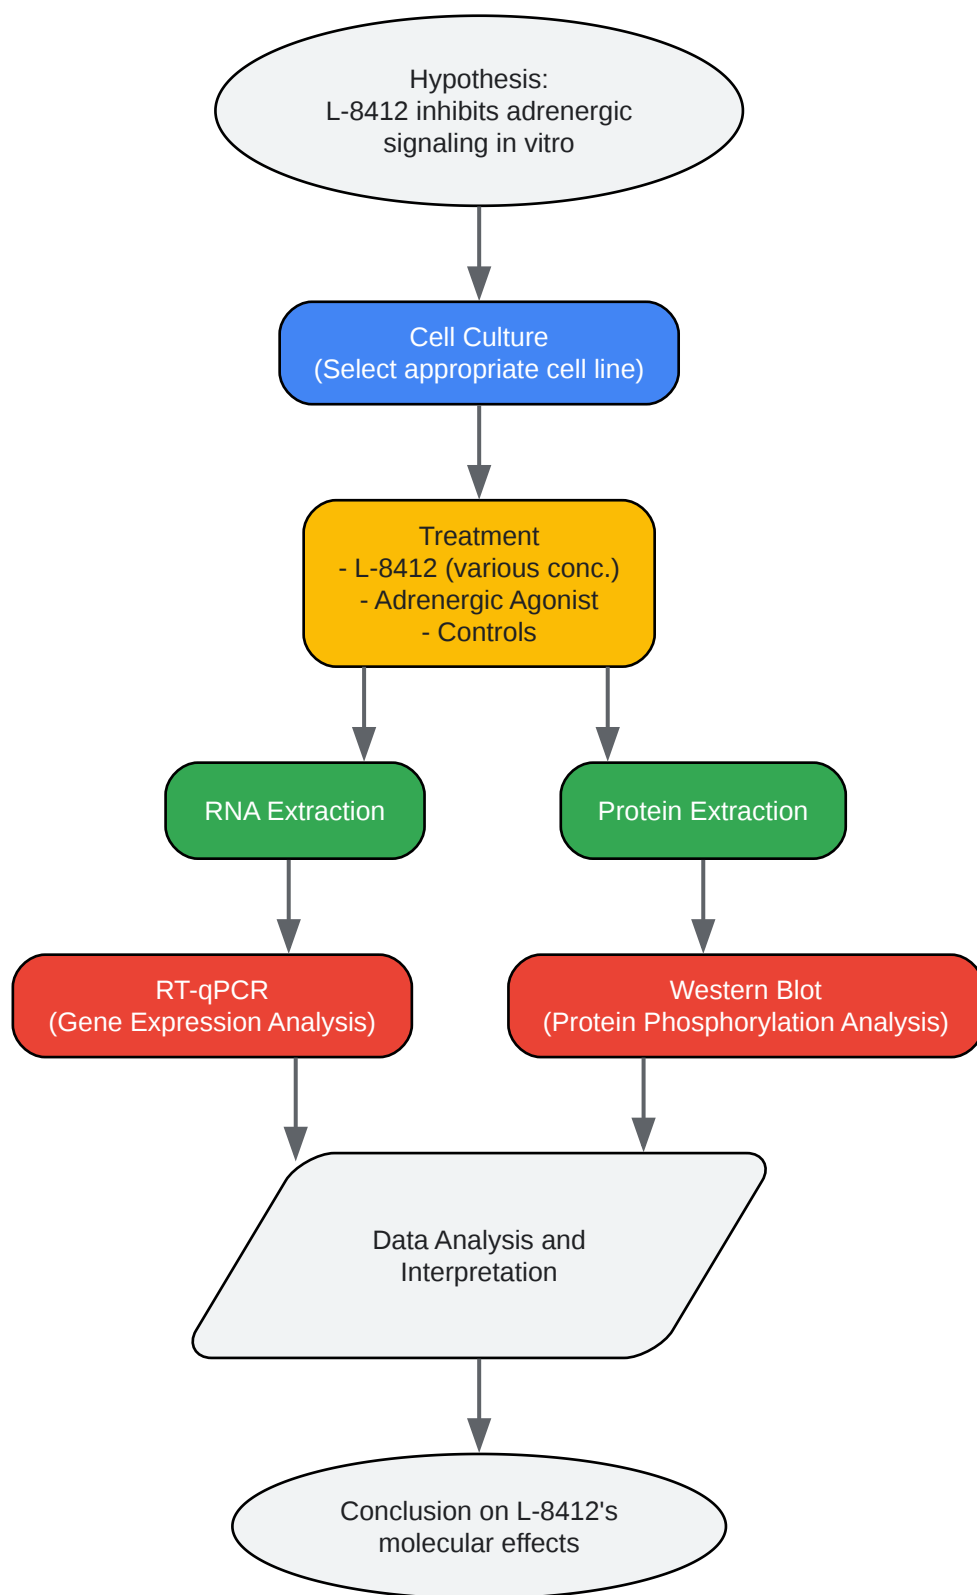 Hypothesis:
L-8412 inhibits adrenergic
signaling in vitro
Cell Culture
(Select appropriate cell line)
Treatment
- L-8412 (various conc.)
- Adrenergic Agonist
- Controls
RNA Extraction
Protein Extraction
RT-qPCR
(Gene Expression Analysis)
Western Blot
(Protein Phosphorylation Analysis)
Data Analysis and
Interpretation
Conclusion on L-8412's
molecular effects